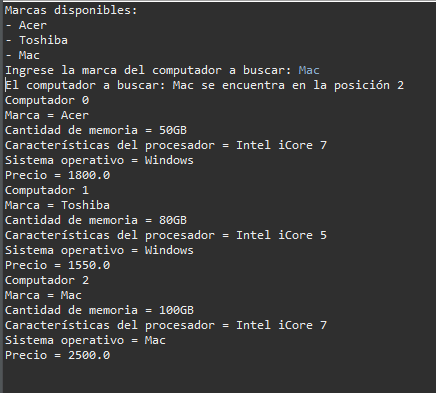 Marcas disponibles:
- Acer
- Toshiba
- Mac
Ingrese la marca del computador a buscar: Mac
El computador a buscar: Mac se encuentra en la posición 2
Computador 0
Marca = Acer
Cantidad de memoria = 50GB
Características del procesador = Intel iCore 7
Sistema operativo = Windows
Precio = 1800.0
Computador 1
Marca = Toshiba
Cantidad de memoria = 80GB
Características del procesador = Intel iCore 5
Sistema operativo = Windows
Precio = 1550.0
Computador 2
Marca = Mac
Cantidad de memoria = 100GB
Características del procesador = Intel iCore 7
Sistema operativo = Mac
Precio = 2500.0